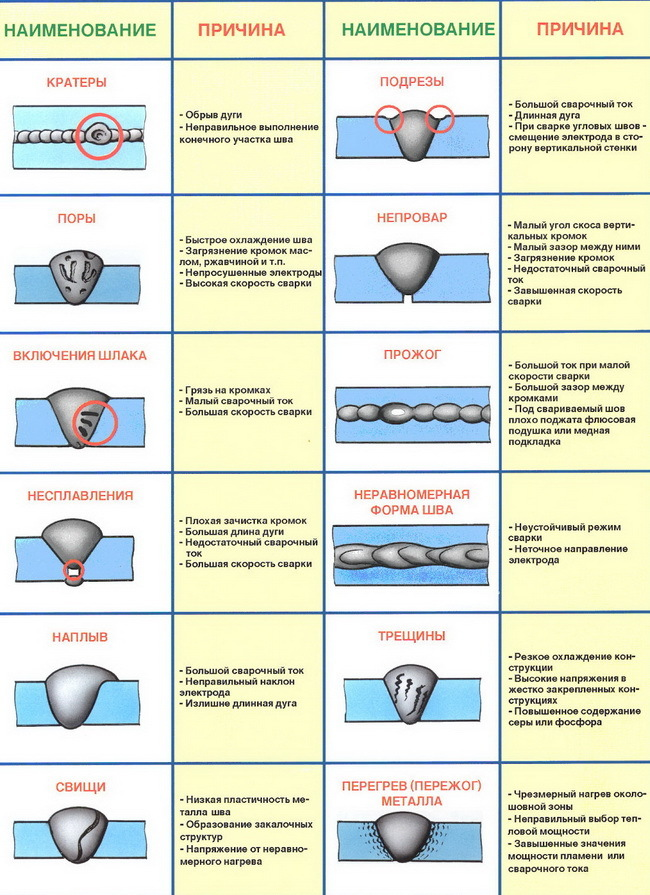 НАИМЕНОВАНИЕ
ПРИЧИНА
НАИМЕНОВАНИЕ
ПРИЧИНА
КРАТЕРЫ
- Обрыв дуги
- Неправильное выполнение
конечного участка шва
ПОДРЕЗЫ
- Большой сварочный ток
- Длинная дуга
- При сварке угловых швов -
смещение электрода в сто-
рону вертикальной стенки
ПОРЫ
- Быстрое охлаждение шва
- Загрязнение кромок мас-
лом, ржавчиной и т.п.
- Непросушенные электроды
- Высокая скорость сварки
НЕПРОВАР
- Малый угол скоса верти-
кальных кромок
- Малый зазор между ними
- Загрязнение кромок
- Недостаточный сварочный
ток
- Завышенная скорость
сварки
ВКЛЮЧЕНИЯ ШЛАКА
- Грязь на кромках
- Малый сварочный ток
- Большая скорость сварки
ПРОЖОГ
- Большой ток при малой
скорости сварки
- Большой зазор между
кромками
- Под свариваемый шов
плохо поджата флюсовая
подушка или медная
подкладка
НЕСПЛАВЛЕНИЯ
- Плохая зачистка кромок
- Большая длина дуги
- Недостаточный сварочный
ток
- Большая скорость сварки
НЕРАВНОМЕРНАЯ
ФОРМА ШВА
- Неустойчивый режим
сварки
- Неточное направление
электрода
НАПЛЫВ
- Большой сварочный ток
- Неправильный наклон
электрода
- Излишне длинная дуга
ТРЕЩИНЫ
- Резкое охлаждение кон-
струкции
- Высокие напряжения в
жестко закрепленных кон-
струкциях
- Повышенное содержание
серы или фосфора
СВИЩИ
- Низкая пластичность ме-
талла шва
- Образование закалочных
структур
- Напряжение от неравно-
мерного нагрева
ПЕРЕГРЕВ (ПЕРЕЖОГ)
МЕТАЛЛА
- Чрезмерный нагрев около-
шовной зоны
- Неправильный выбор теп-
ловой мощности
- Завышенные значения
мощности пламени или
сварочного тока